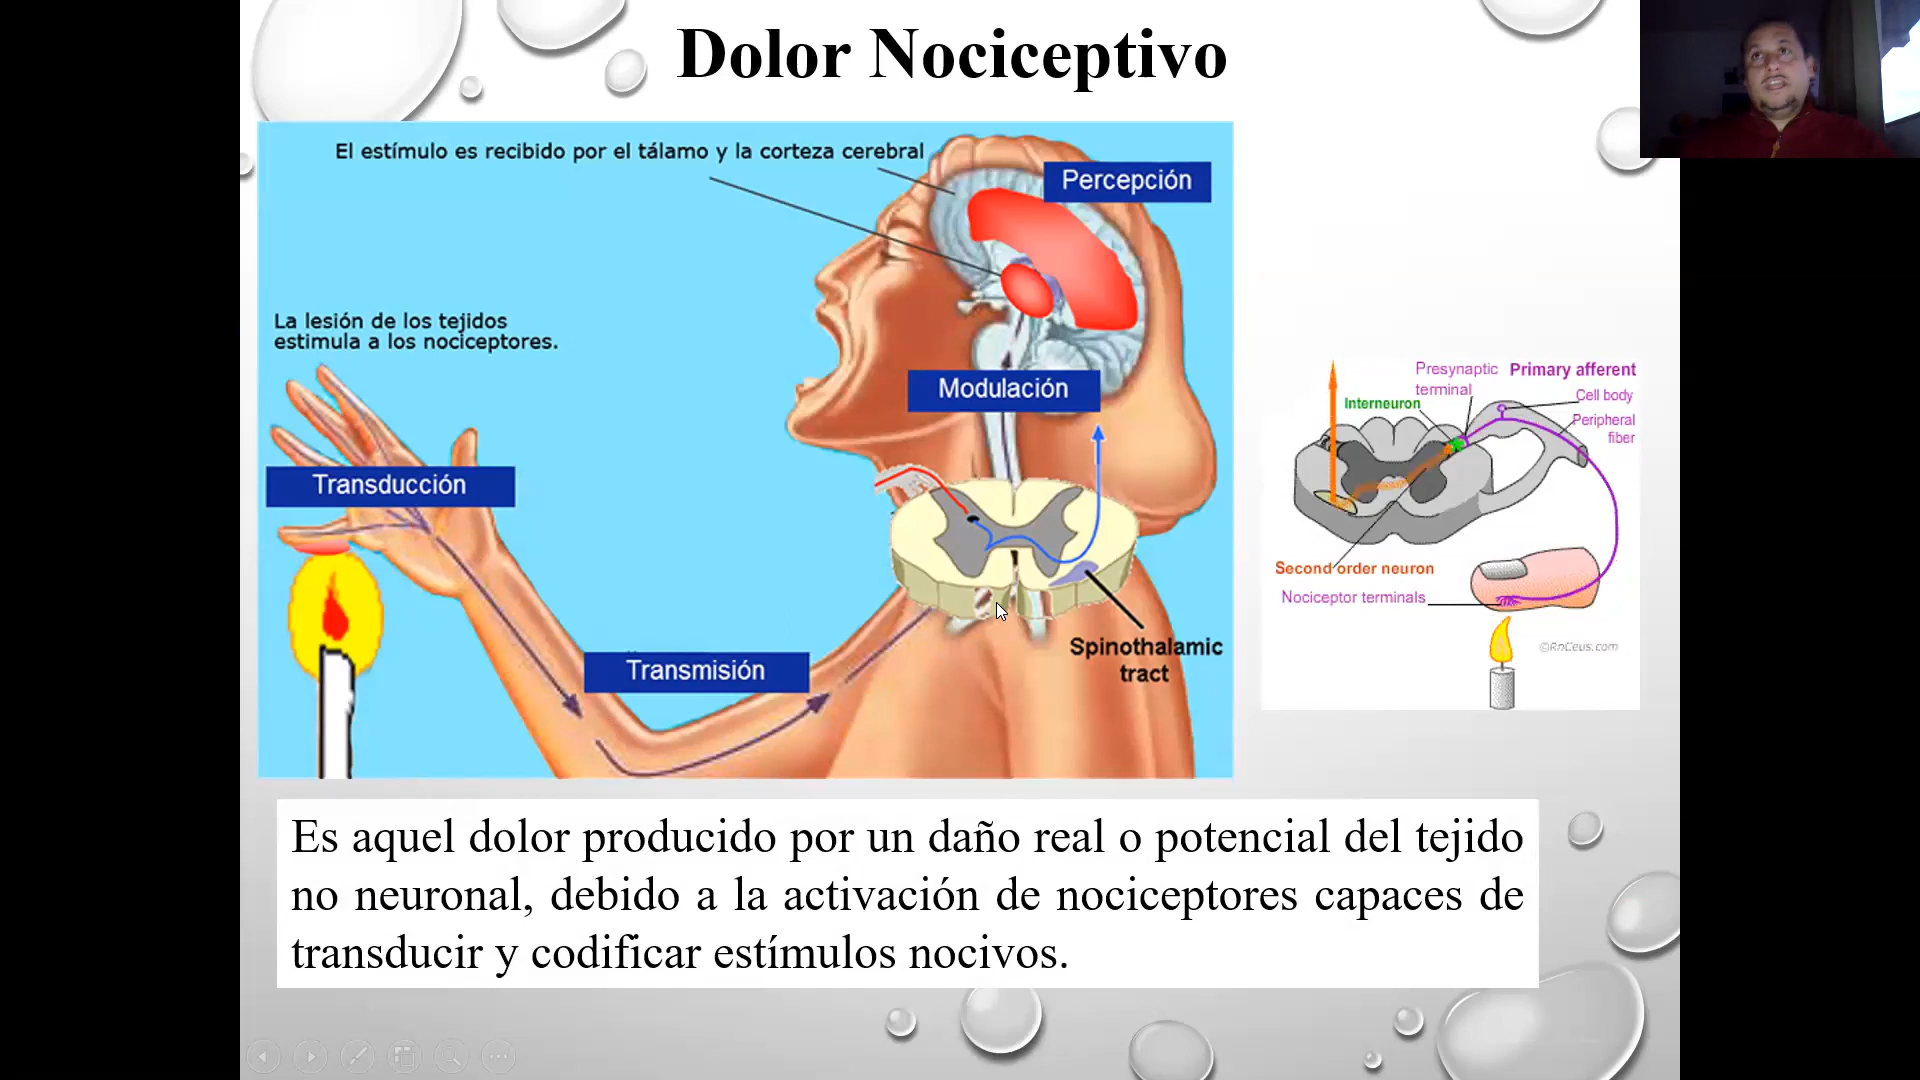 Dolor Nociceptivo
El estímulo es recibido por el tálamo y la corteza cerebral
Percepción
La lesión de los tejidos
estimula a los nociceptores.
Modulación
Transducción
Transmisión
Spinothalamic
tract
Presynaptic
terminal
Primary afferent
Cell body
Interneuron
Peripheral
fiber
Second order neuron
Nociceptor terminals
©RnCeus.com
Es aquel dolor producido por un daño real o potencial del tejido
no neuronal, debido a la activación de nociceptores capaces de
transducir y codificar estímulos nocivos.